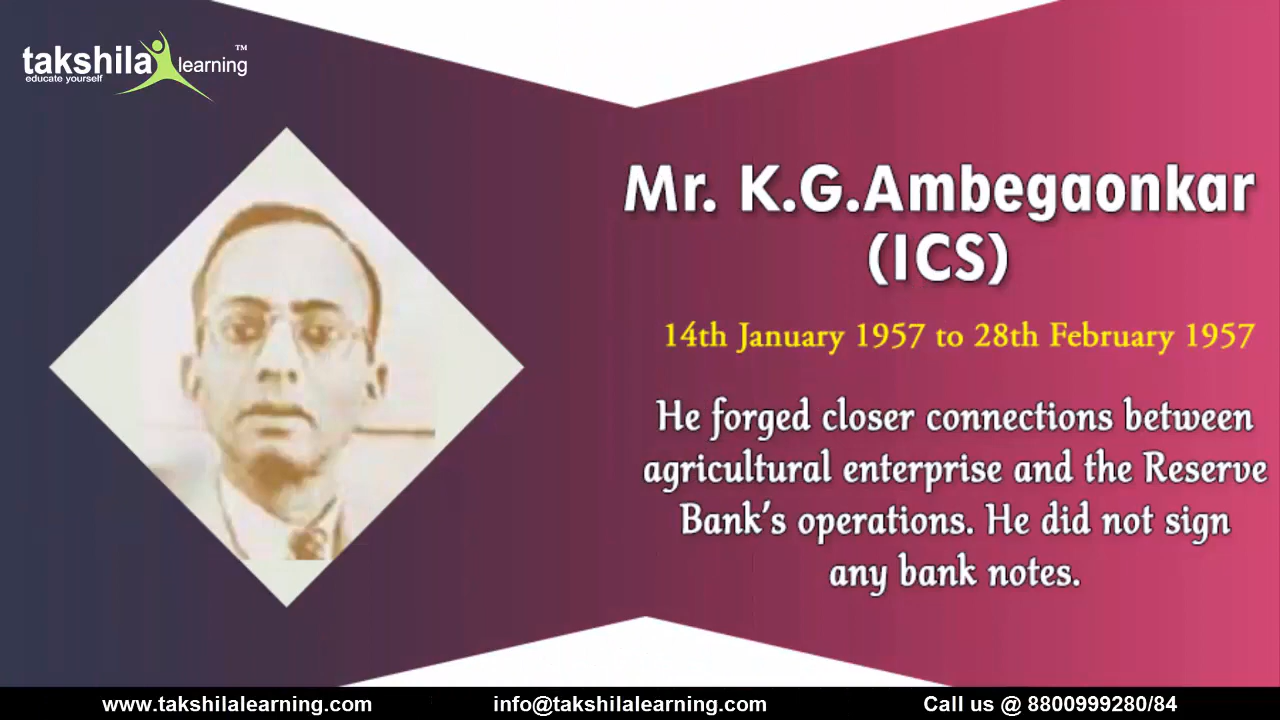 takshila learning ™
educate yourself
Mr. K.G.Ambegaonkar
(ICS)
14th January 1957 to 28th February 1957
He forged closer connections between
agricultural enterprise and the Reserve
Bank's operations. He did not sign
any bank notes.
www.takshilalearning.com info@takshilalearning.com Call us @ 8800999280/84